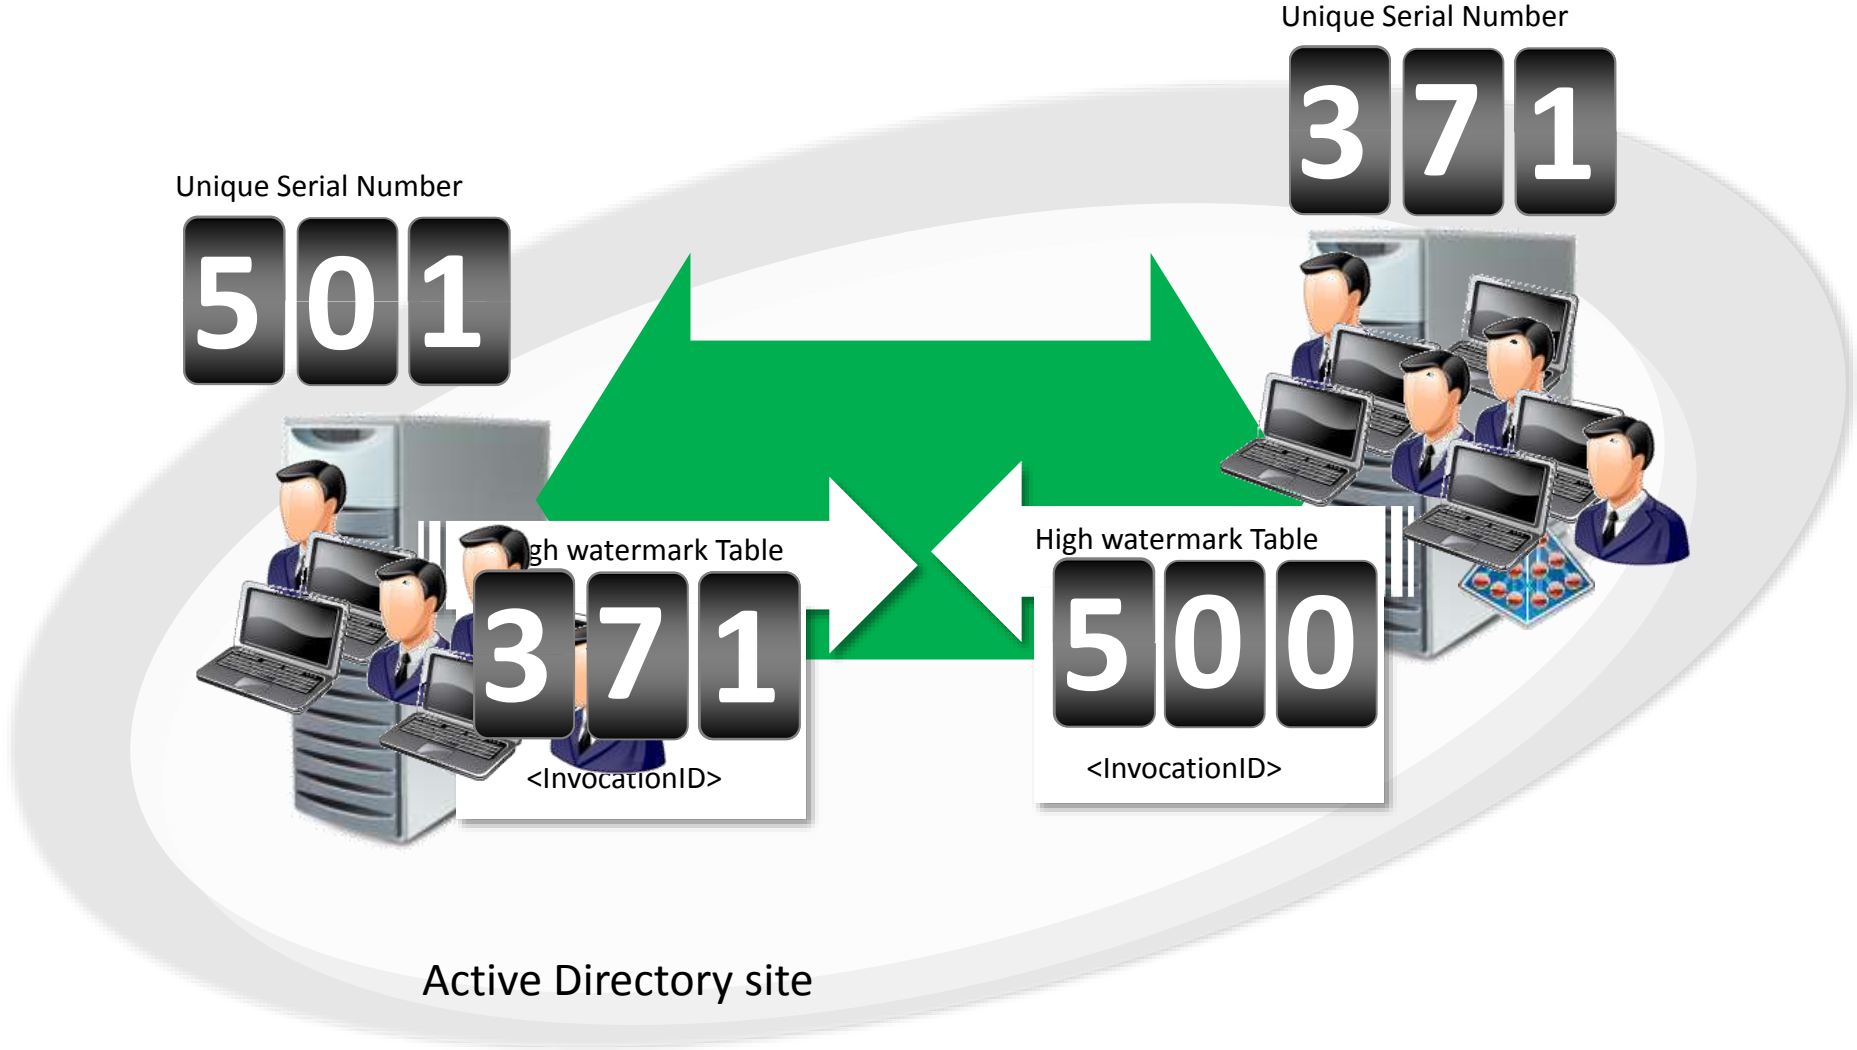 Unique Serial Number
371
Unique Serial Number
501
gh watermark Table
371
<InvocationID>
High watermark Table
500
<InvocationID>
Active Directory site